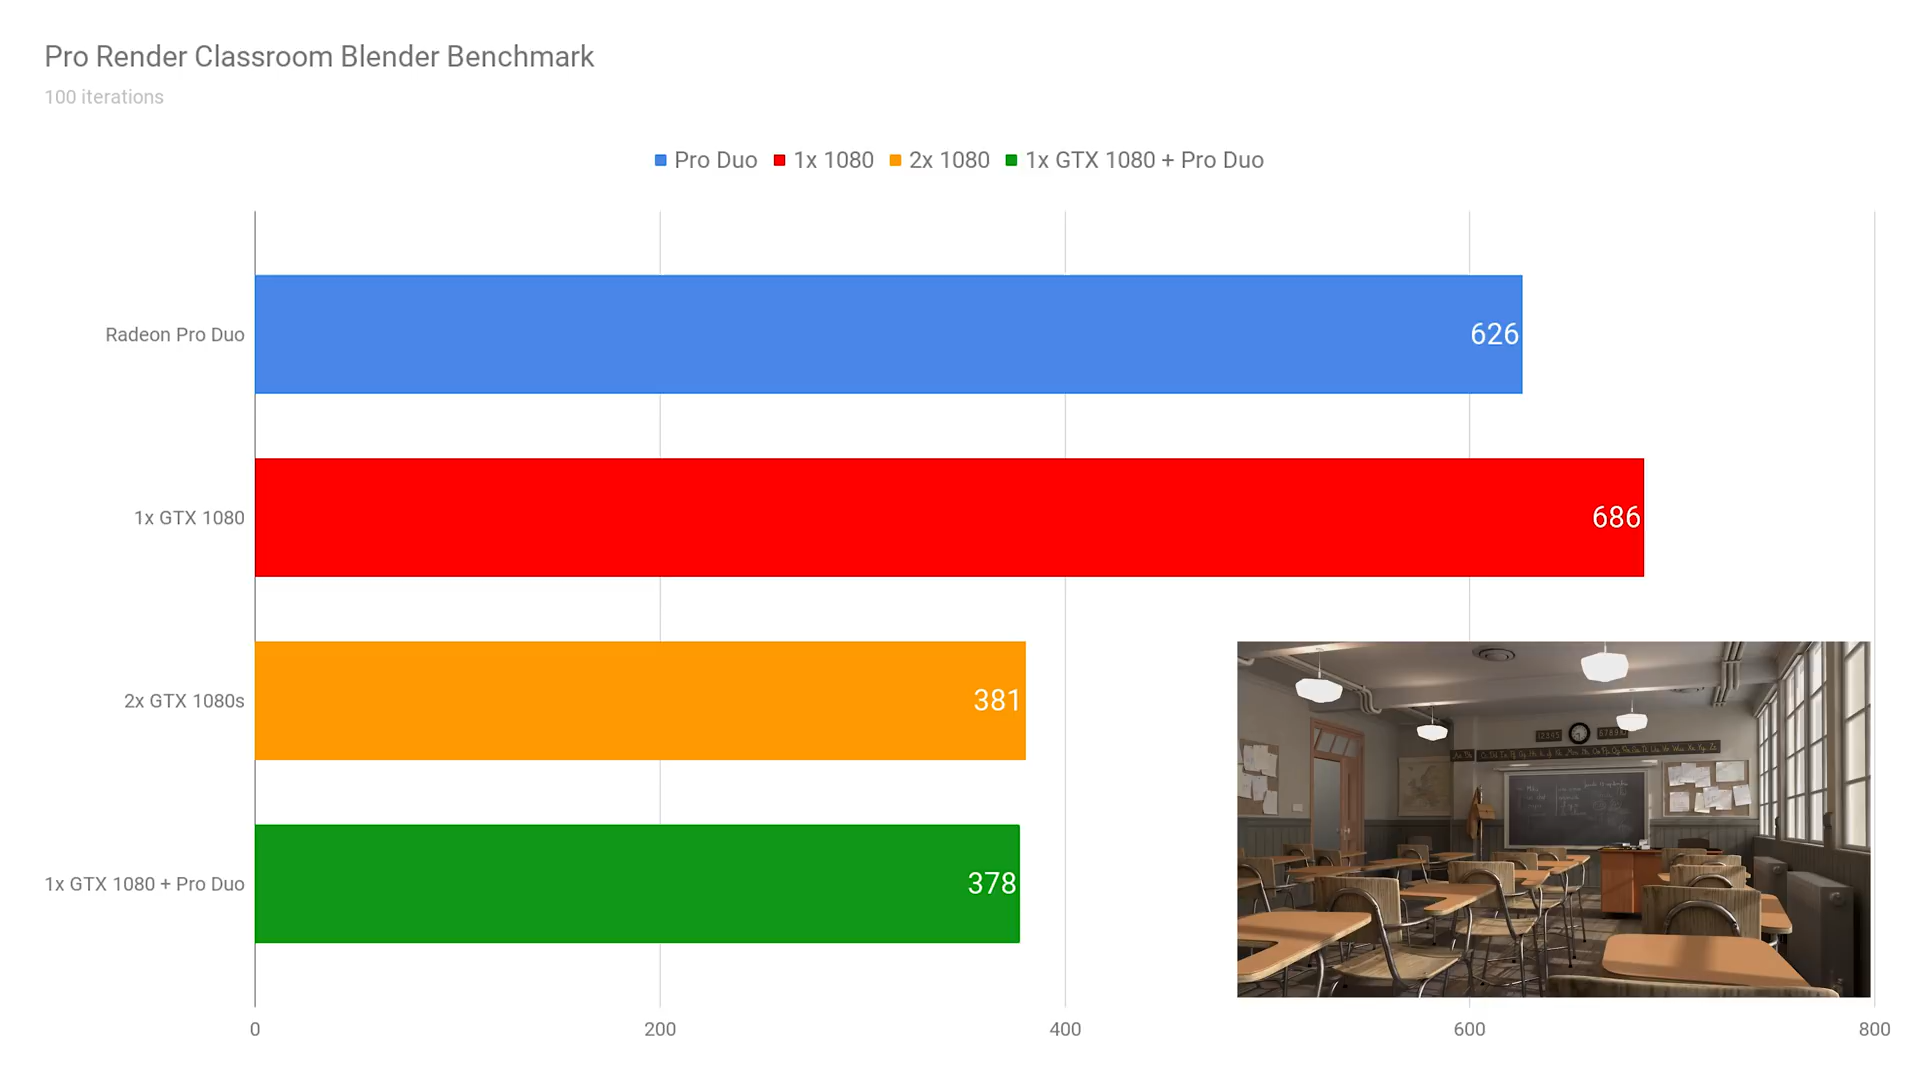 Pro Render Classroom Blender Benchmark
100 iterations
Pro Duo 1x 1080 2x 1080 1x GTX 1080 + Pro Duo
Radeon Pro Duo 626
1x GTX 1080 686
2x GTX 1080s 381
1x GTX 1080 + Pro Duo 378
0 200 400 600 800